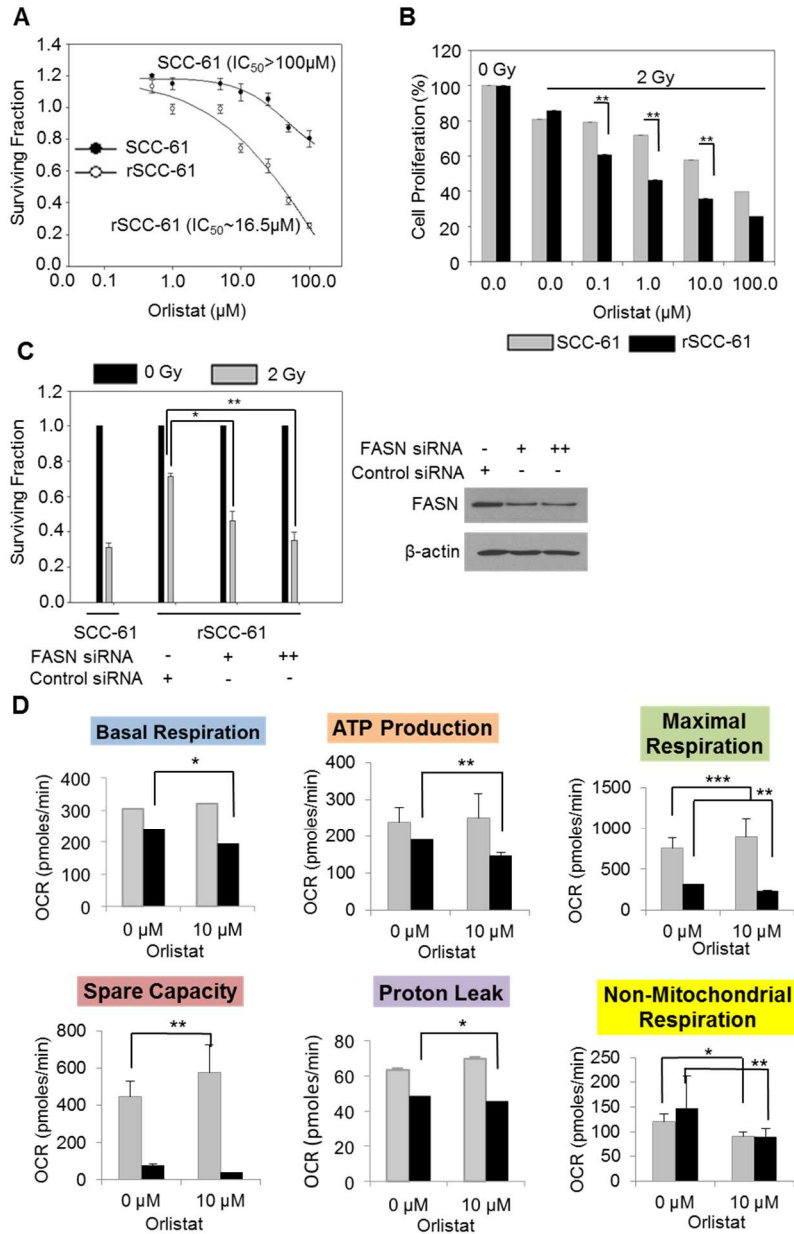 A
SCC-61 (IC50>100µM)
1.4
1.2
1.0
0.8
0.6
0.4
0.2
0.0
Surviving Fraction
SCC-61
rSCC-61
rSCC-61 (IC50~16.5µM)
0.0 0.1 1.0 10.0 100.0
Orlistat (µM)
B
120
100
80
60
40
20
0
Cell Proliferation (%)
0 Gy
2 Gy
** ** **
0.0 0.0 0.1 1.0 10.0 100.0
Orlistat (µM)
SCC-61 rSCC-61
C
0 Gy 2 Gy
1.0
0.8
0.6
0.4
0.2
0.0
Surviving Fraction
**
*
SCC-61 rSCC-61
FASN siRNA - + ++
Control siRNA + - -
FASN siRNA - + ++
Control siRNA + - -
FASN
β-actin
D
Basal Respiration
400
300
200
100
0
OCR (pmoles/min)
*
0 µM 10 µM
Orlistat
ATP Production
400
300
200
100
0
OCR (pmoles/min)
**
0 µM 10 µM
Orlistat
Maximal
Respiration
1500
1000
500
0
OCR (pmoles/min)
*** **
0 µM 10 µM
Orlistat
Spare Capacity
800
600
400
200
0
OCR (pmoles/min)
**
0 µM 10 µM
Orlistat
Proton Leak
80
60
40
20
0
OCR (pmoles/min)
*
0 µM 10 µM
Orlistat
Non-Mitochondrial
Respiration
250
200
150
100
50
0
OCR (pmoles/min)
* **
0 µM 10 µM
Orlistat